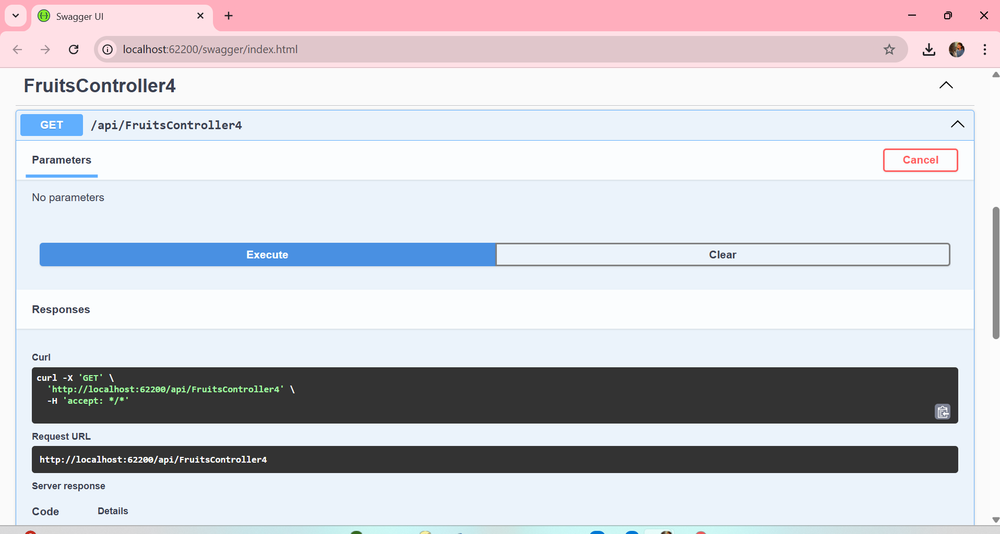 Swagger UI
localhost:62200/swagger/index.html
FruitsController4
GET /api/FruitsController4
Parameters
Cancel
No parameters
Execute
Clear
Responses
Curl
curl -X 'GET' \
'http://localhost:62200/api/FruitsController4' \
-H 'accept: */*'
Request URL
http://localhost:62200/api/FruitsController4
Server response
Code Details